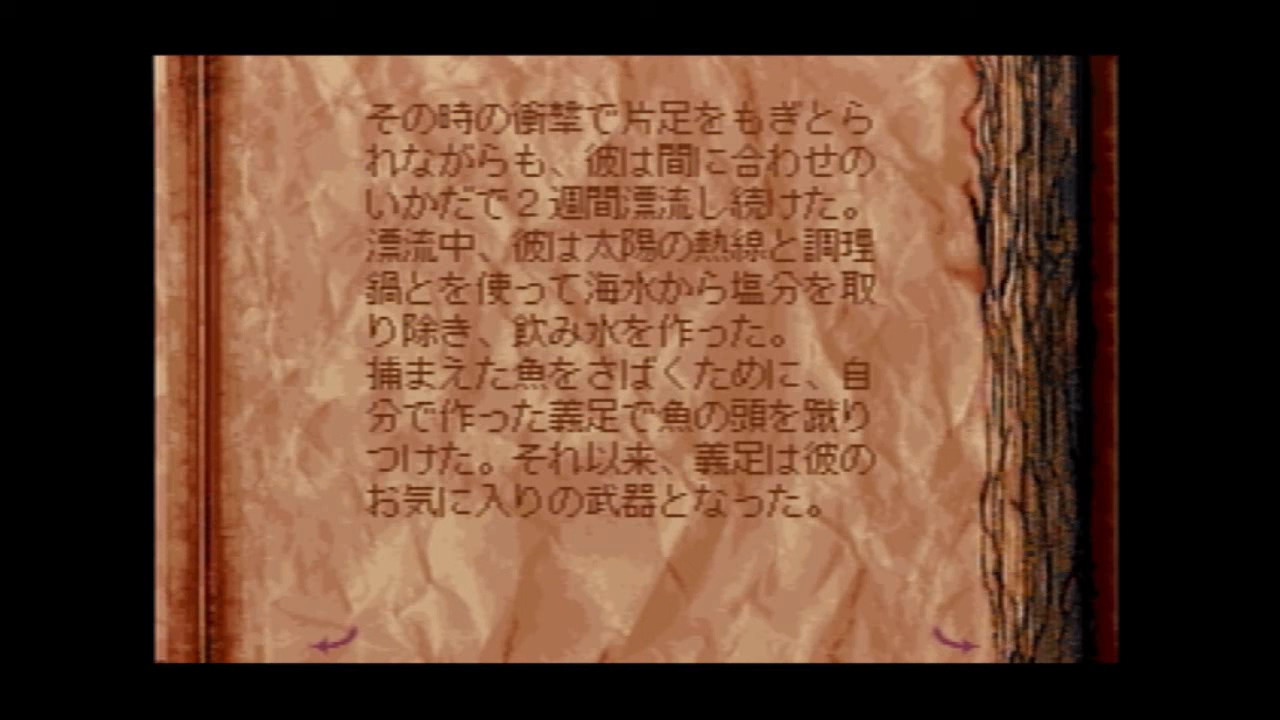 その時の衝撃で片足をもぎとら
れながらも、彼は間に合わせの
いかだで２週間漂流し続けた。
漂流中、彼は太陽の熱線と調理
鍋とを使って海水から塩分を取
り除き、飲み水を作った。
捕まえた魚をさばくために、自
分で作った義足で魚の頭を蹴り
つけた。それ以来、義足は彼の
お気に入りの武器となった。